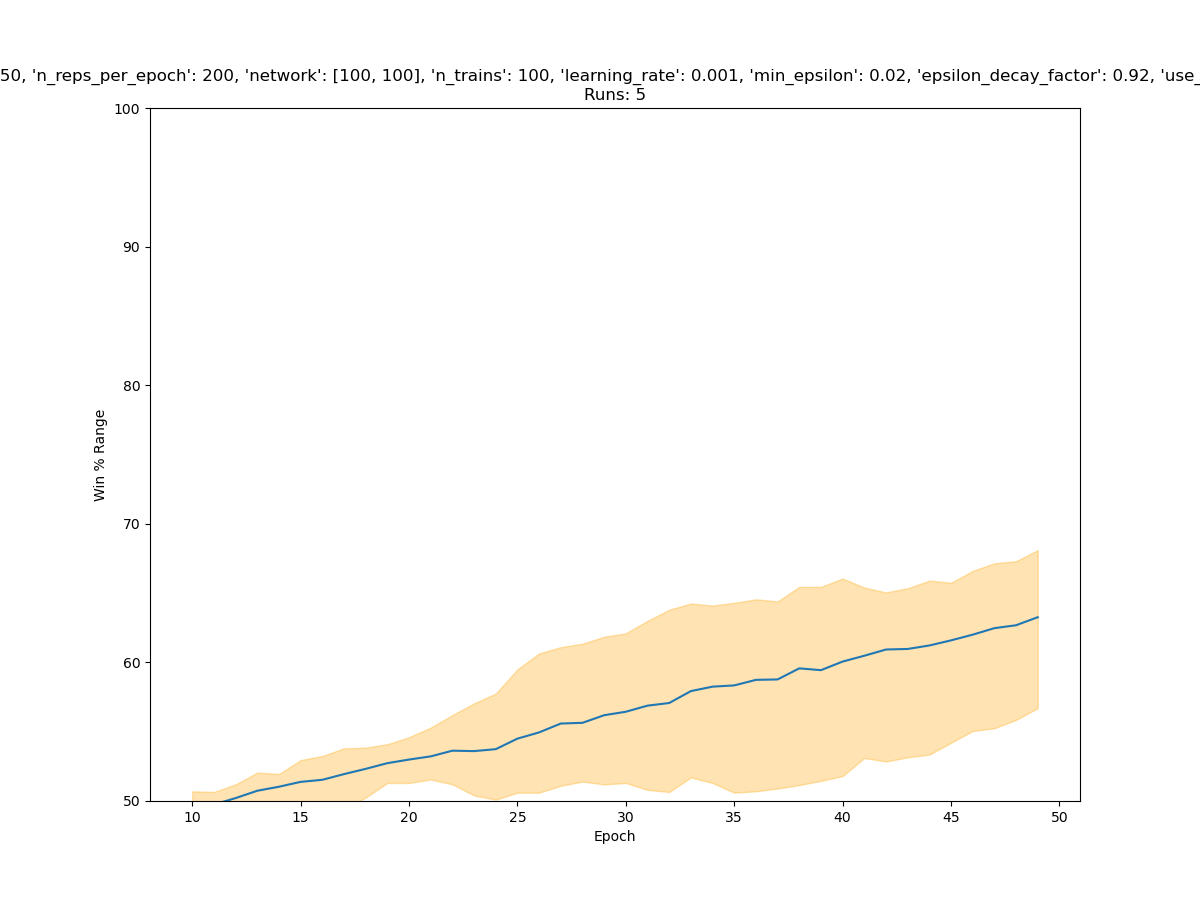 50, 'n_reps_per_epoch': 200, 'network': [100, 100], 'n_trains': 100, 'learning_rate': 0.001, 'min_epsilon': 0.02, 'epsilon_decay_factor': 0.92, 'use_
Runs: 5
100
90
80
70
60
50
Win % Range
10 15 20 25 30 35 40 45 50
Epoch